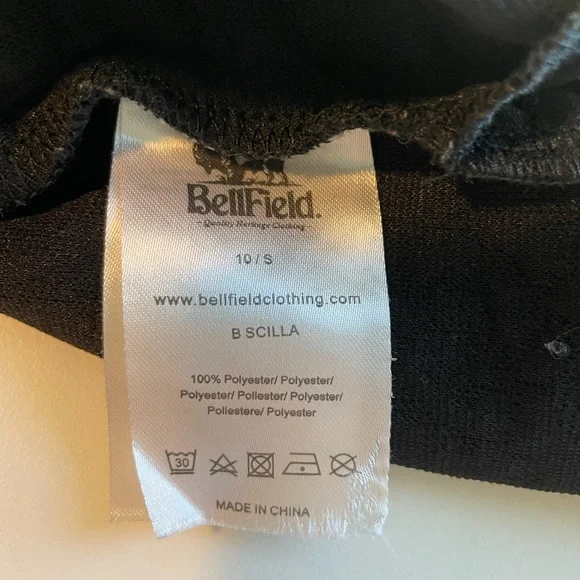 BellField.
- Quality Heritage Clothing -
10 / S
www.bellfieldclothing.com
B SCILLA
100% Polyester/ Polyester/
Polyester/ Poliester/ Polyester/
Poliestere/ Polyester
30
MADE IN CHINA